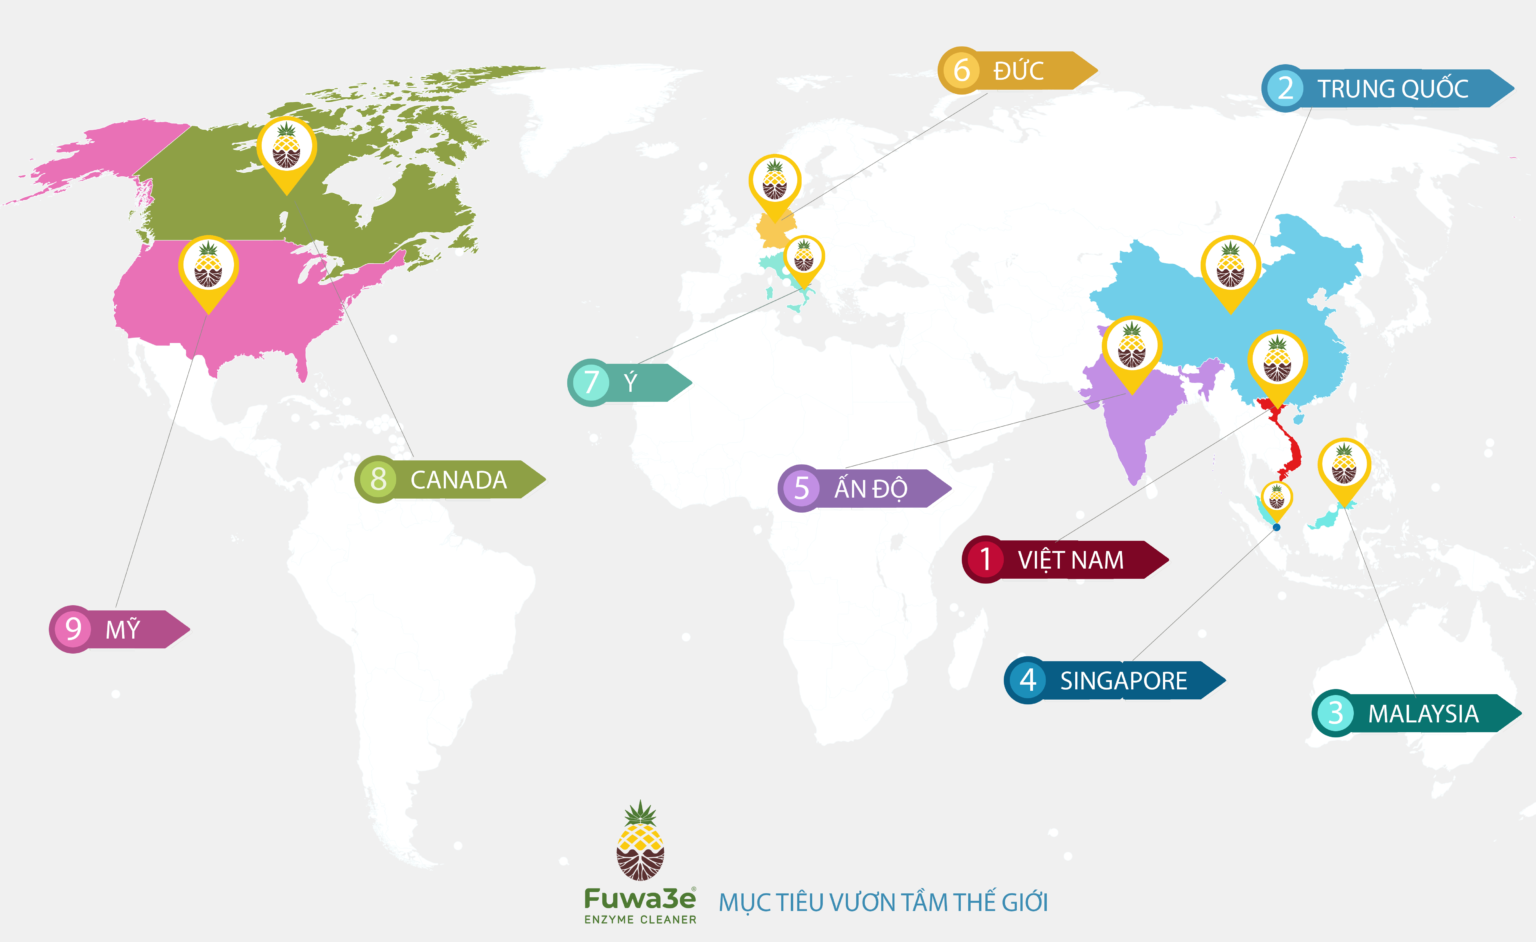 6 ĐỨC
2 TRUNG QUỐC
7 Ý
8 CANADA
5 ẤN ĐỘ
1 VIỆT NAM
9 MỸ
4 SINGAPORE
3 MALAYSIA
Fuwa3e®
ENZYME CLEANER
MỤC TIÊU VƯƠN TẦM THẾ GIỚI